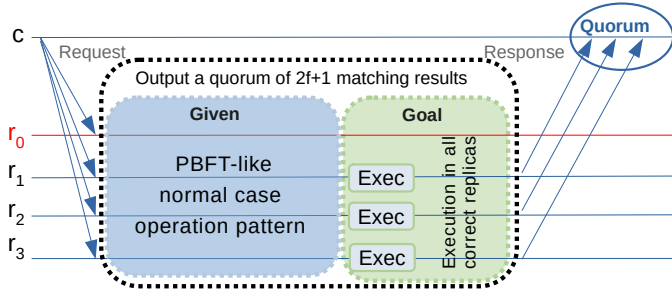 c
Request
Response
Quorum
Output a quorum of 2f+1 matching results
Given
Goal
r0
r1
r2
r3
PBFT-like
normal case
operation pattern
Exec
Exec
Exec
Execution in all
correct replicas